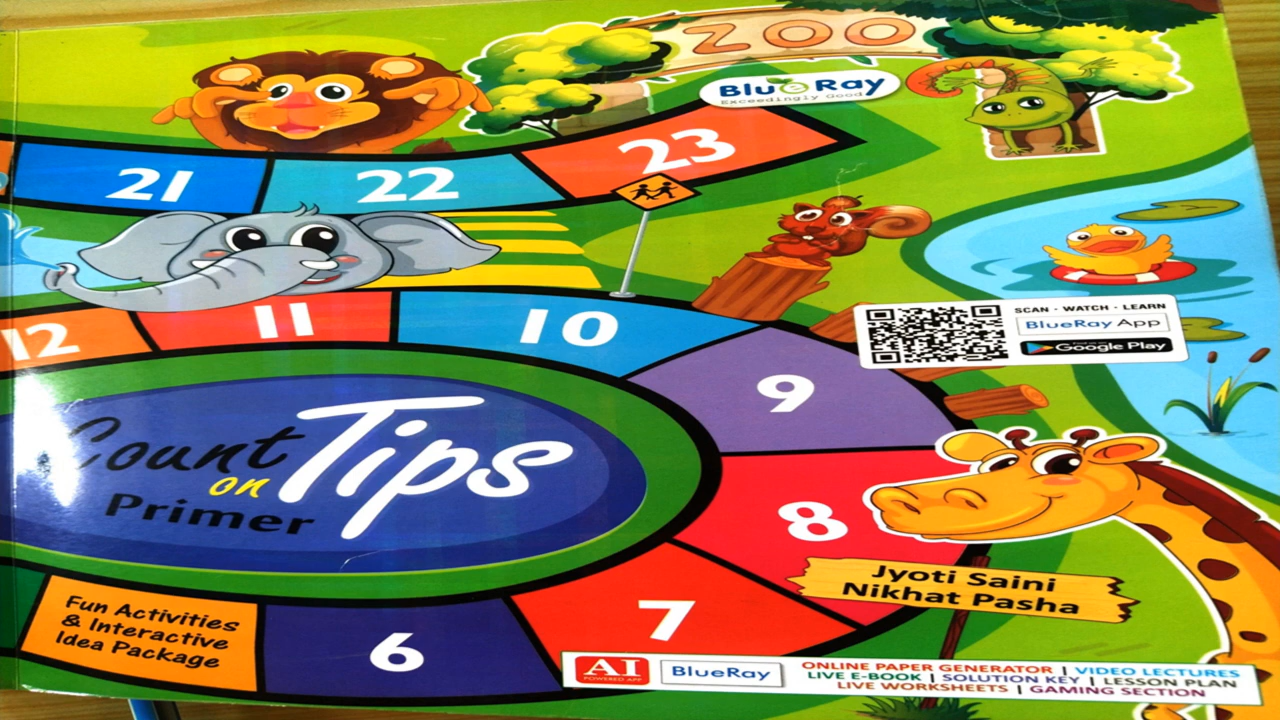 ZOO
BlueRay
Exceedingly Good
21
22
23
12
11
10
9
8
7
6
SCAN · WATCH · LEARN
BlueRay App
Google Play
Count
on
Tips
Primer
Jyoti Saini
Nikhat Pasha
Fun Activities
& Interactive
Idea Package
AI
POWERED APP
BlueRay
ONLINE PAPER GENERATOR | VIDEO LECTURES
LIVE E-BOOK | SOLUTION KEY | LESSON PLAN
LIVE WORKSHEETS | GAMING SECTION